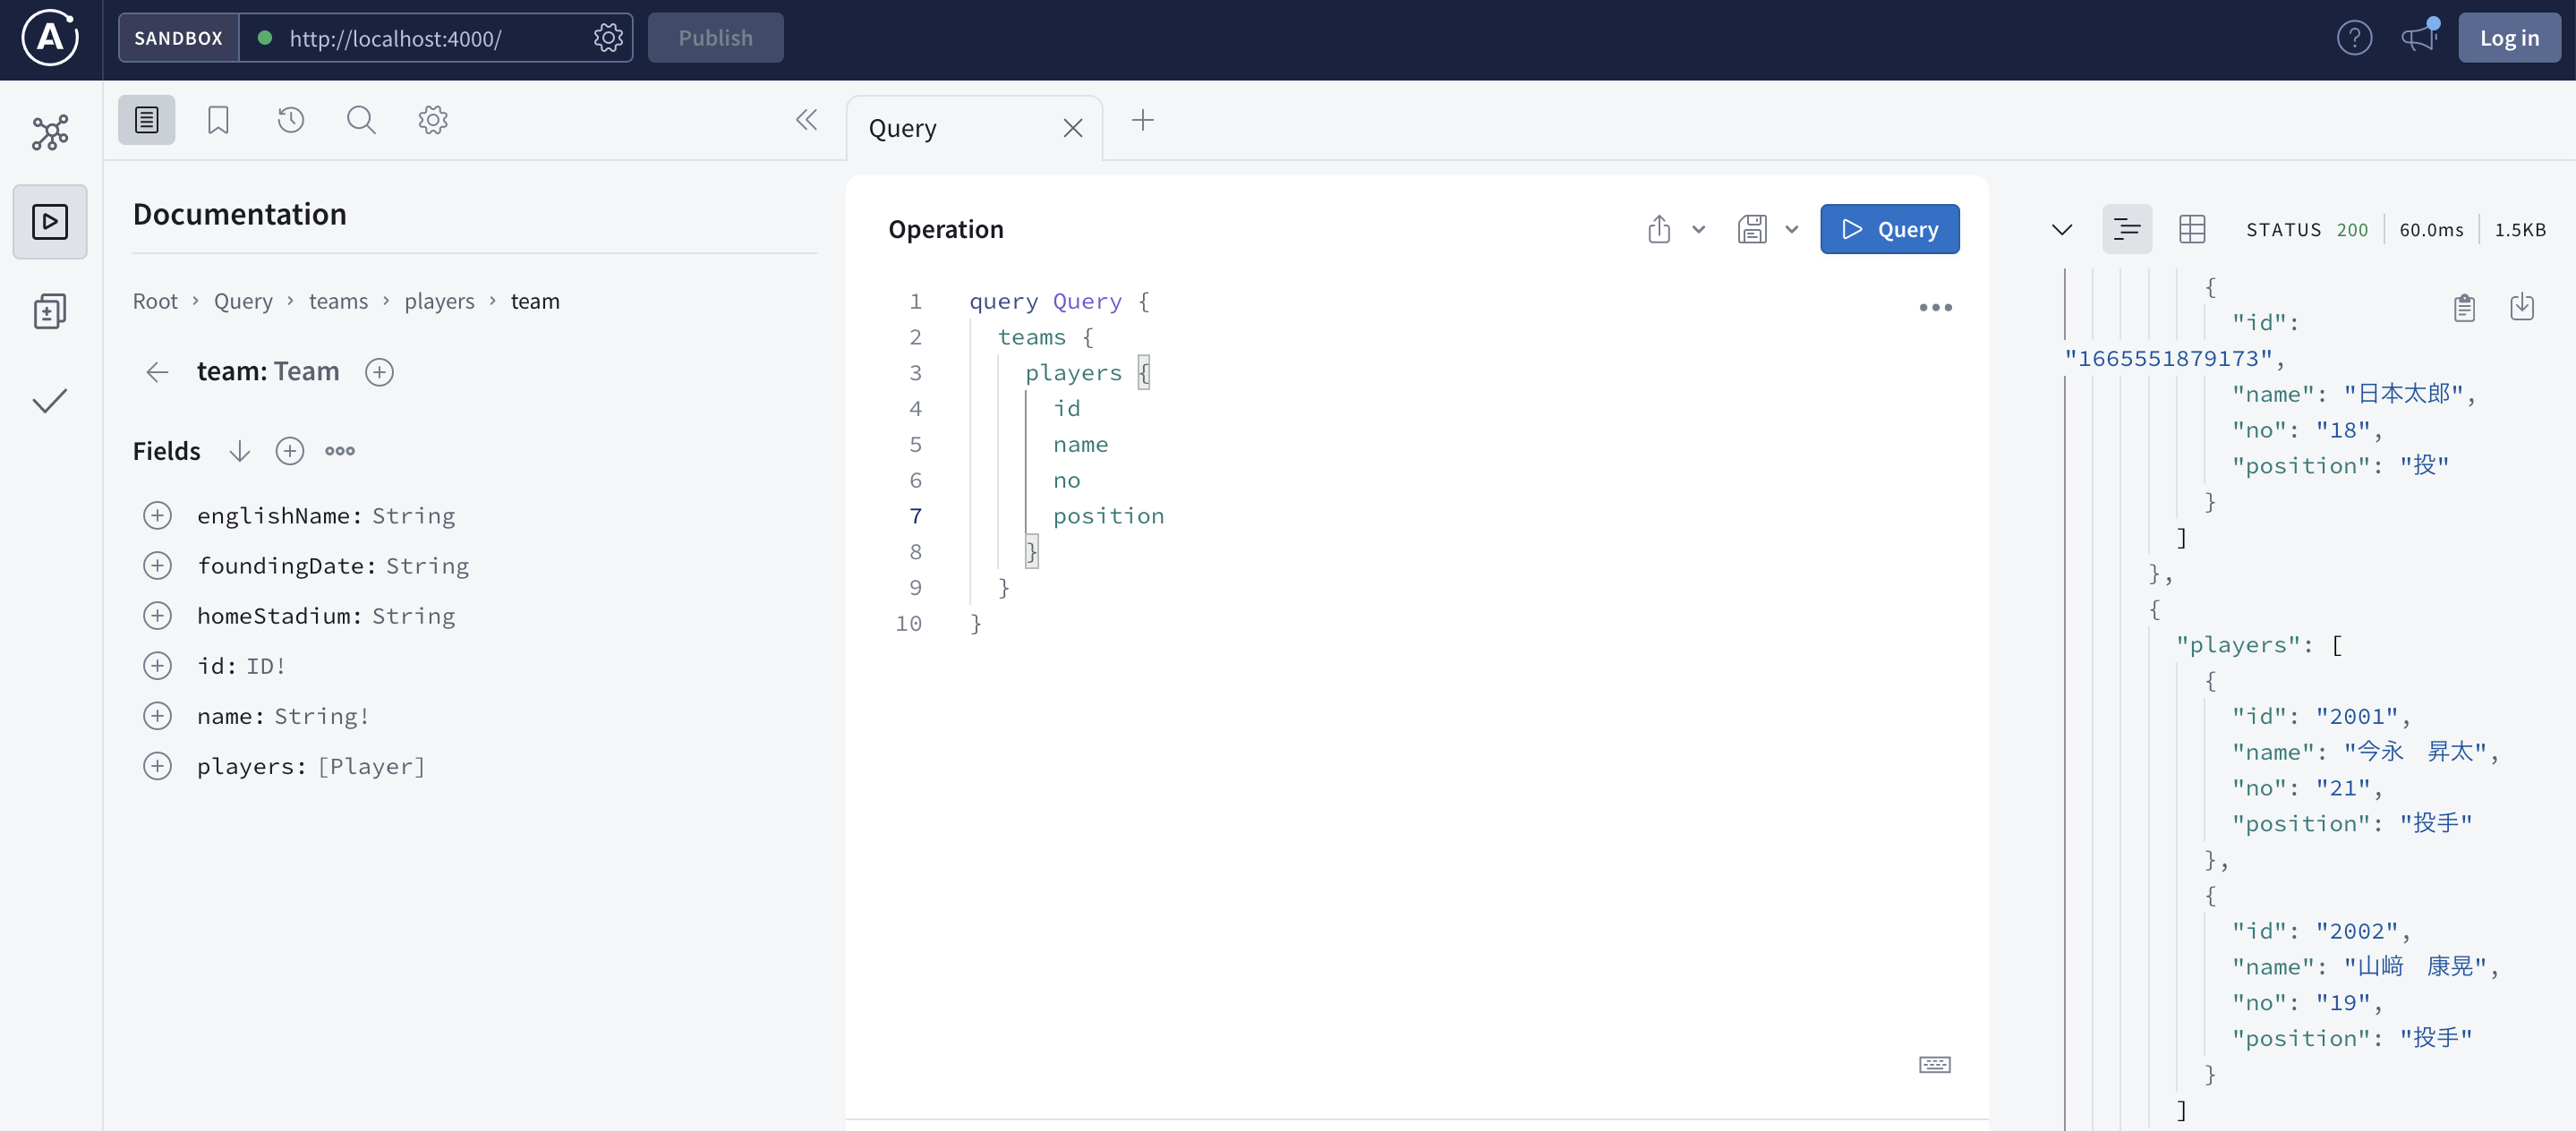 SANDBOX http://localhost:4000/ Publish Log in
Query
Documentation
Root › Query › teams › players › team
team: Team
Fields
englishName: String
foundingDate: String
homeStadium: String
id: ID!
name: String!
players: [Player]
Operation
Query
1 query Query {
2 teams {
3 players {
4 id
5 name
6 no
7 position
8 }
9 }
10 }
STATUS 200 60.0ms 1.5KB
{
"id":
"1665551879173",
"name": "日本太郎",
"no": "18",
"position": "投"
}
]
},
{
"players": [
{
"id": "2001",
"name": "今永　昇太",
"no": "21",
"position": "投手"
},
{
"id": "2002",
"name": "山﨑　康晃",
"no": "19",
"position": "投手"
}
]